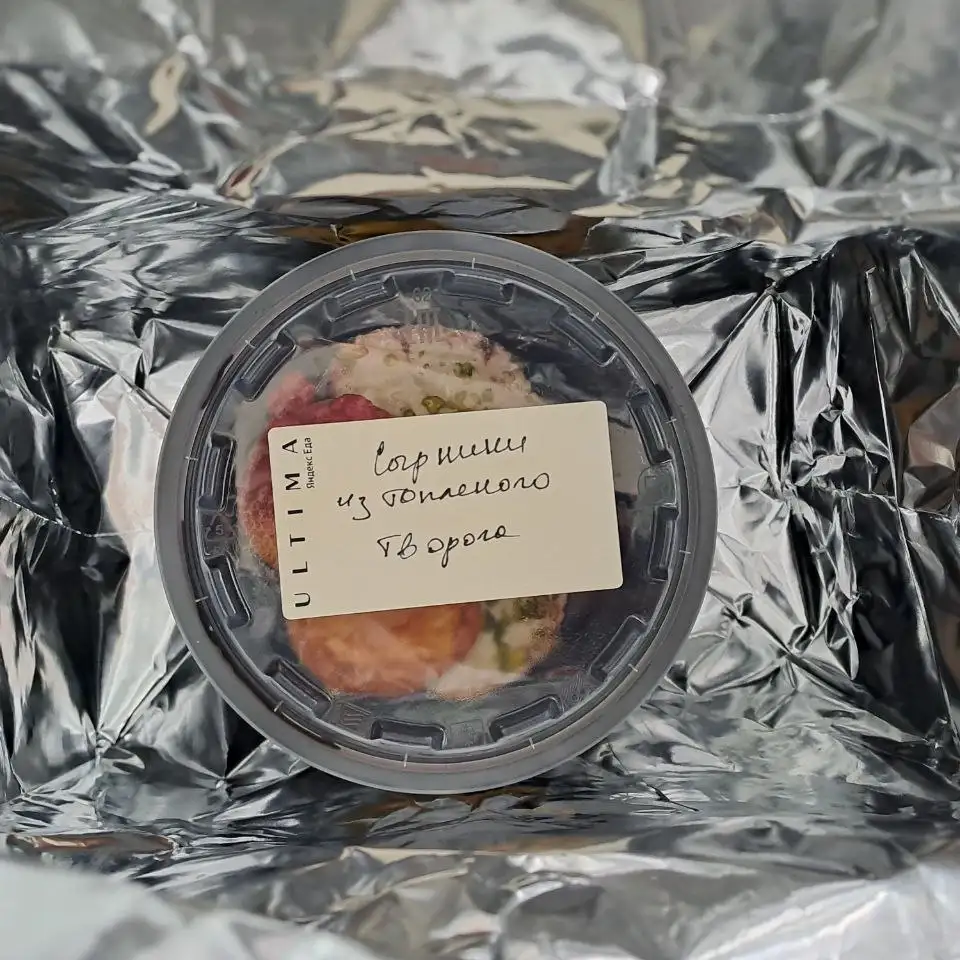 ULTIMA
Яндекс Еда
Сырники
из топленого
творога